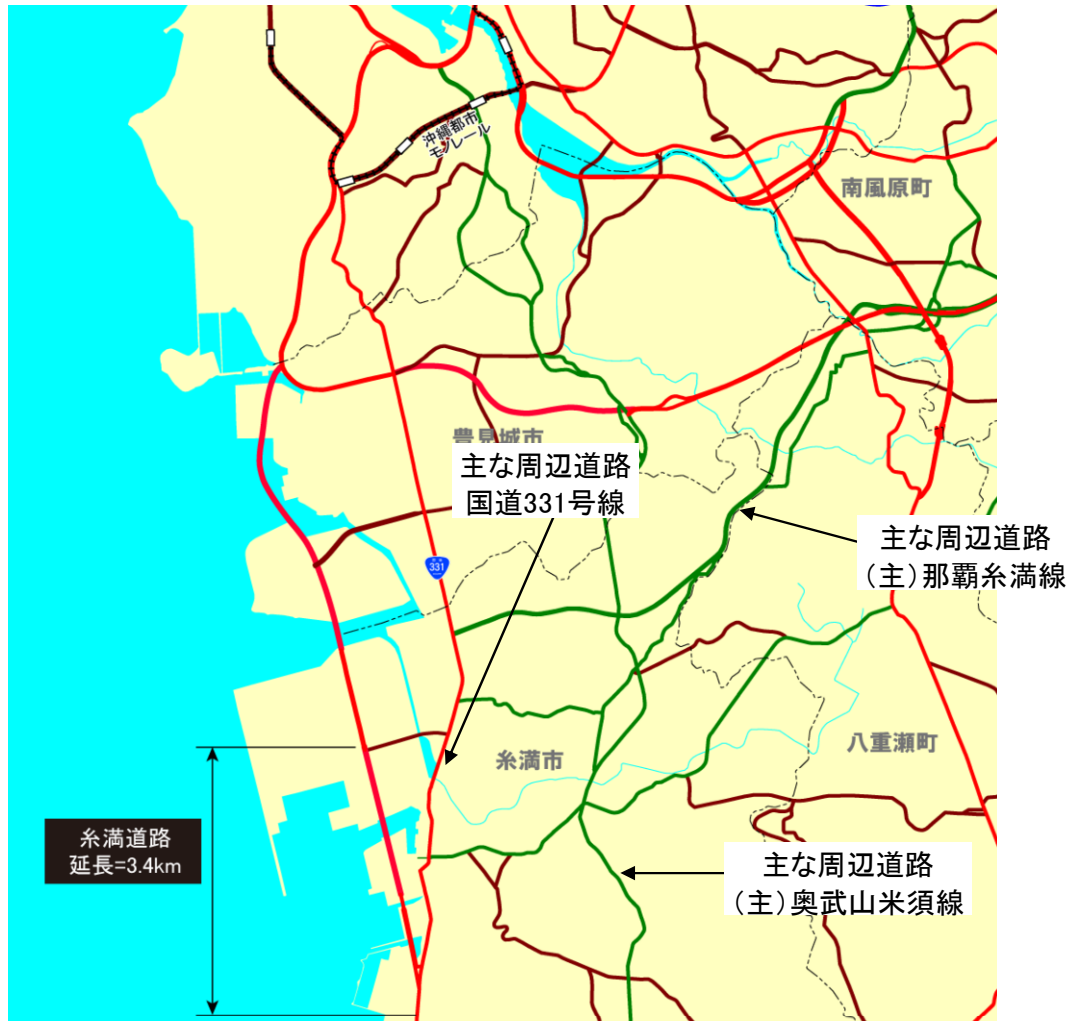 沖縄都市
モノレール
南風原町
豊見城市
主な周辺道路
国道331号線
主な周辺道路
（主）那覇糸満線
331
糸満市
八重瀬町
糸満道路
延長=3.4km
主な周辺道路
（主）奥武山米須線